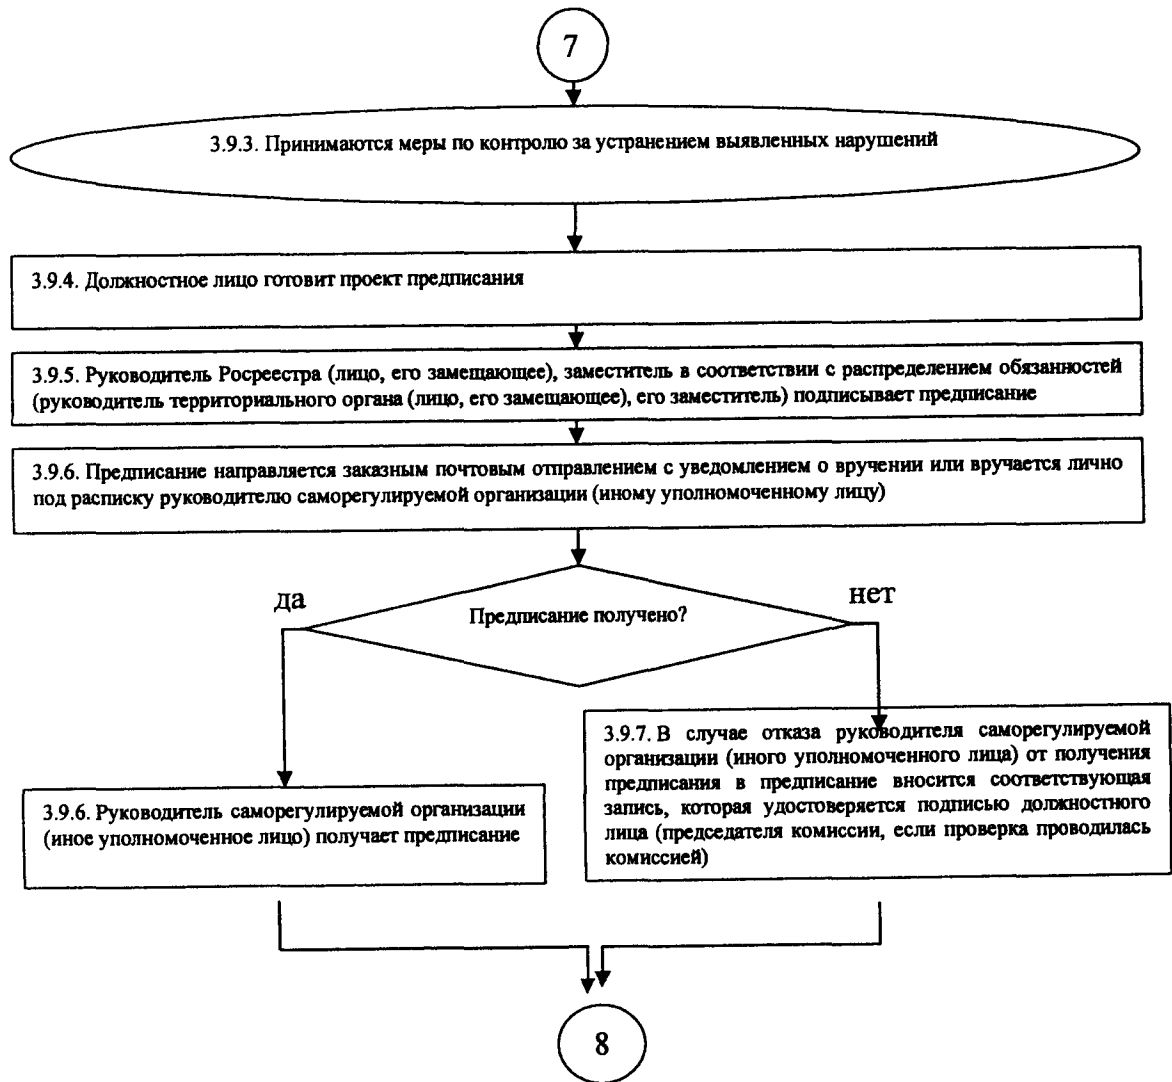 7
3.9.3. Принимаются меры по контролю за устранением выявленных нарушений
3.9.4. Должностное лицо готовит проект предписания
3.9.5. Руководитель Росреестра (лицо, его замещающее), заместитель в соответствии с распределением обязанностей
(руководитель территориального органа (лицо, его замещающее), его заместитель) подписывает предписание
3.9.6. Предписание направляется заказным почтовым отправлением с уведомлением о вручении или вручается лично
под расписку руководителю саморегулируемой организации (иному уполномоченному лицу)
да
нет
Предписание получено?
3.9.7. В случае отказа руководителя саморегулируемой
организации (иного уполномоченного лица) от получения
предписания в предписание вносится соответствующая
запись, которая удостоверяется подписью должностного
лица (председателя комиссии, если проверка проводилась
комиссией)
3.9.6. Руководитель саморегулируемой организации
(иное уполномоченное лицо) получает предписание
8